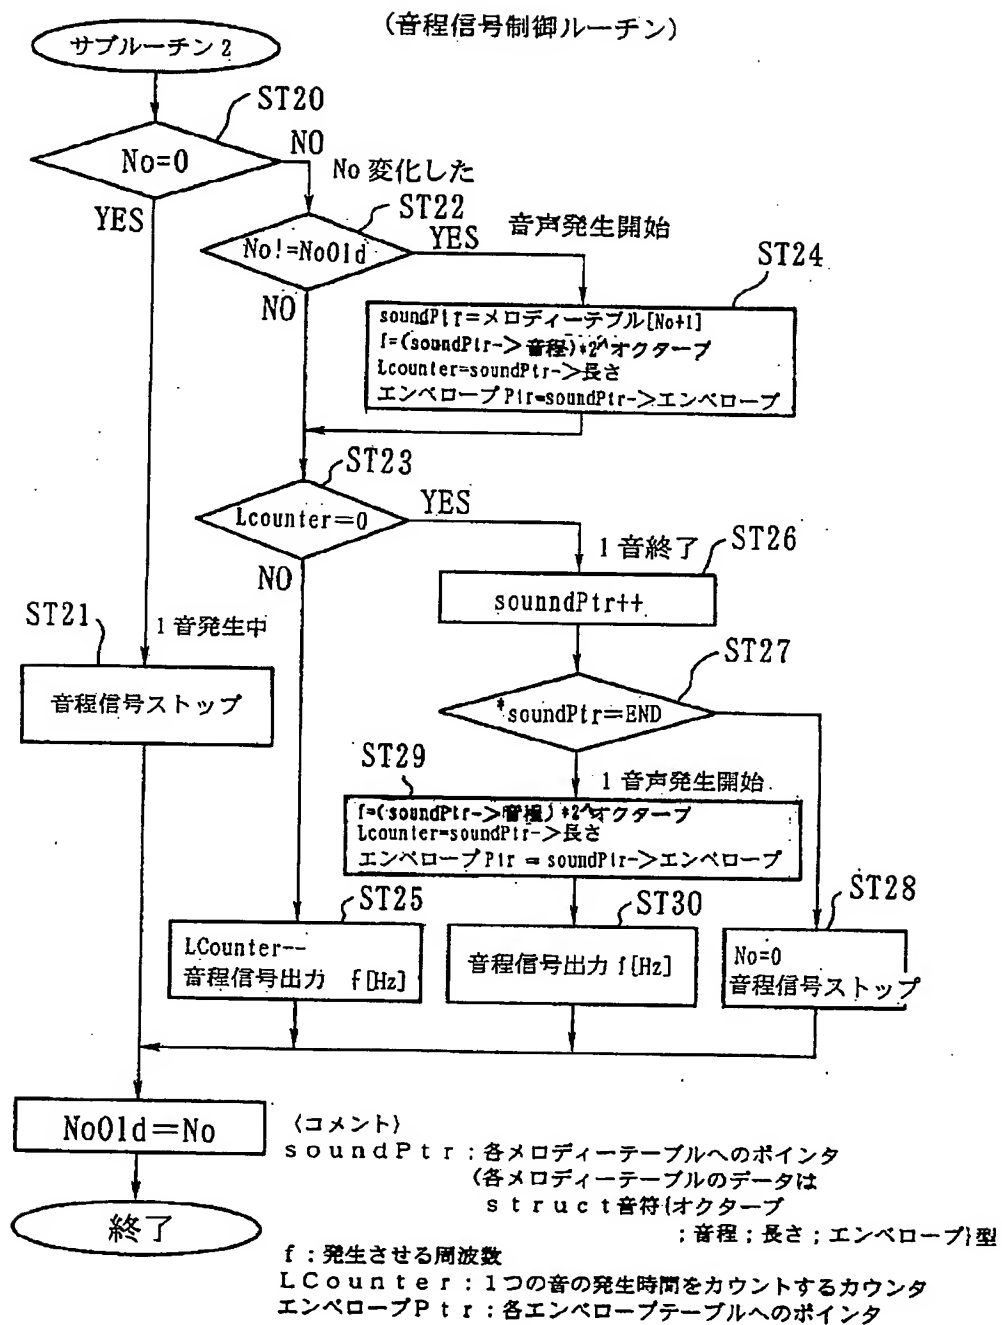 (音程信号制御ルーチン)
サブルーチン2
ST20
No=0
NO
YES
No変化した
ST22
No!=NoOld
YES
NO
音声発生開始
ST24
soundPtr=メロディーテブル[No+1]
f=(soundPtr->音程)*2^オクターブ
Lcounter=soundPtr->長さ
エンベロープPtr=soundPtr->エンベロープ
ST23
Lcounter=0
YES
NO
1音終了
ST26
sounndPtr++
ST21
1音発生中
音程信号ストップ
ST27
*soundPtr=END
ST29
1音声発生開始
f=(soundPtr->音程)*2^オクターブ
Lcounter=soundPtr->長さ
エンベロープPtr = soundPtr->エンベロープ
ST25
LCounter--
音程信号出力 f[Hz]
ST30
音程信号出力f[Hz]
ST28
No=0
音程信号ストップ
NoOld=No
終了
〈コメント〉
soundPtr:各メロディーテーブルへのポインタ
(各メロディーテーブルのデータは
struct音符{オクターブ
;音程;長さ;エンベロープ}型
f:発生させる周波数
LCounter:1つの音の発生時間をカウントするカウンタ
エンベロープPtr:各エンベロープテーブルへのポインタ